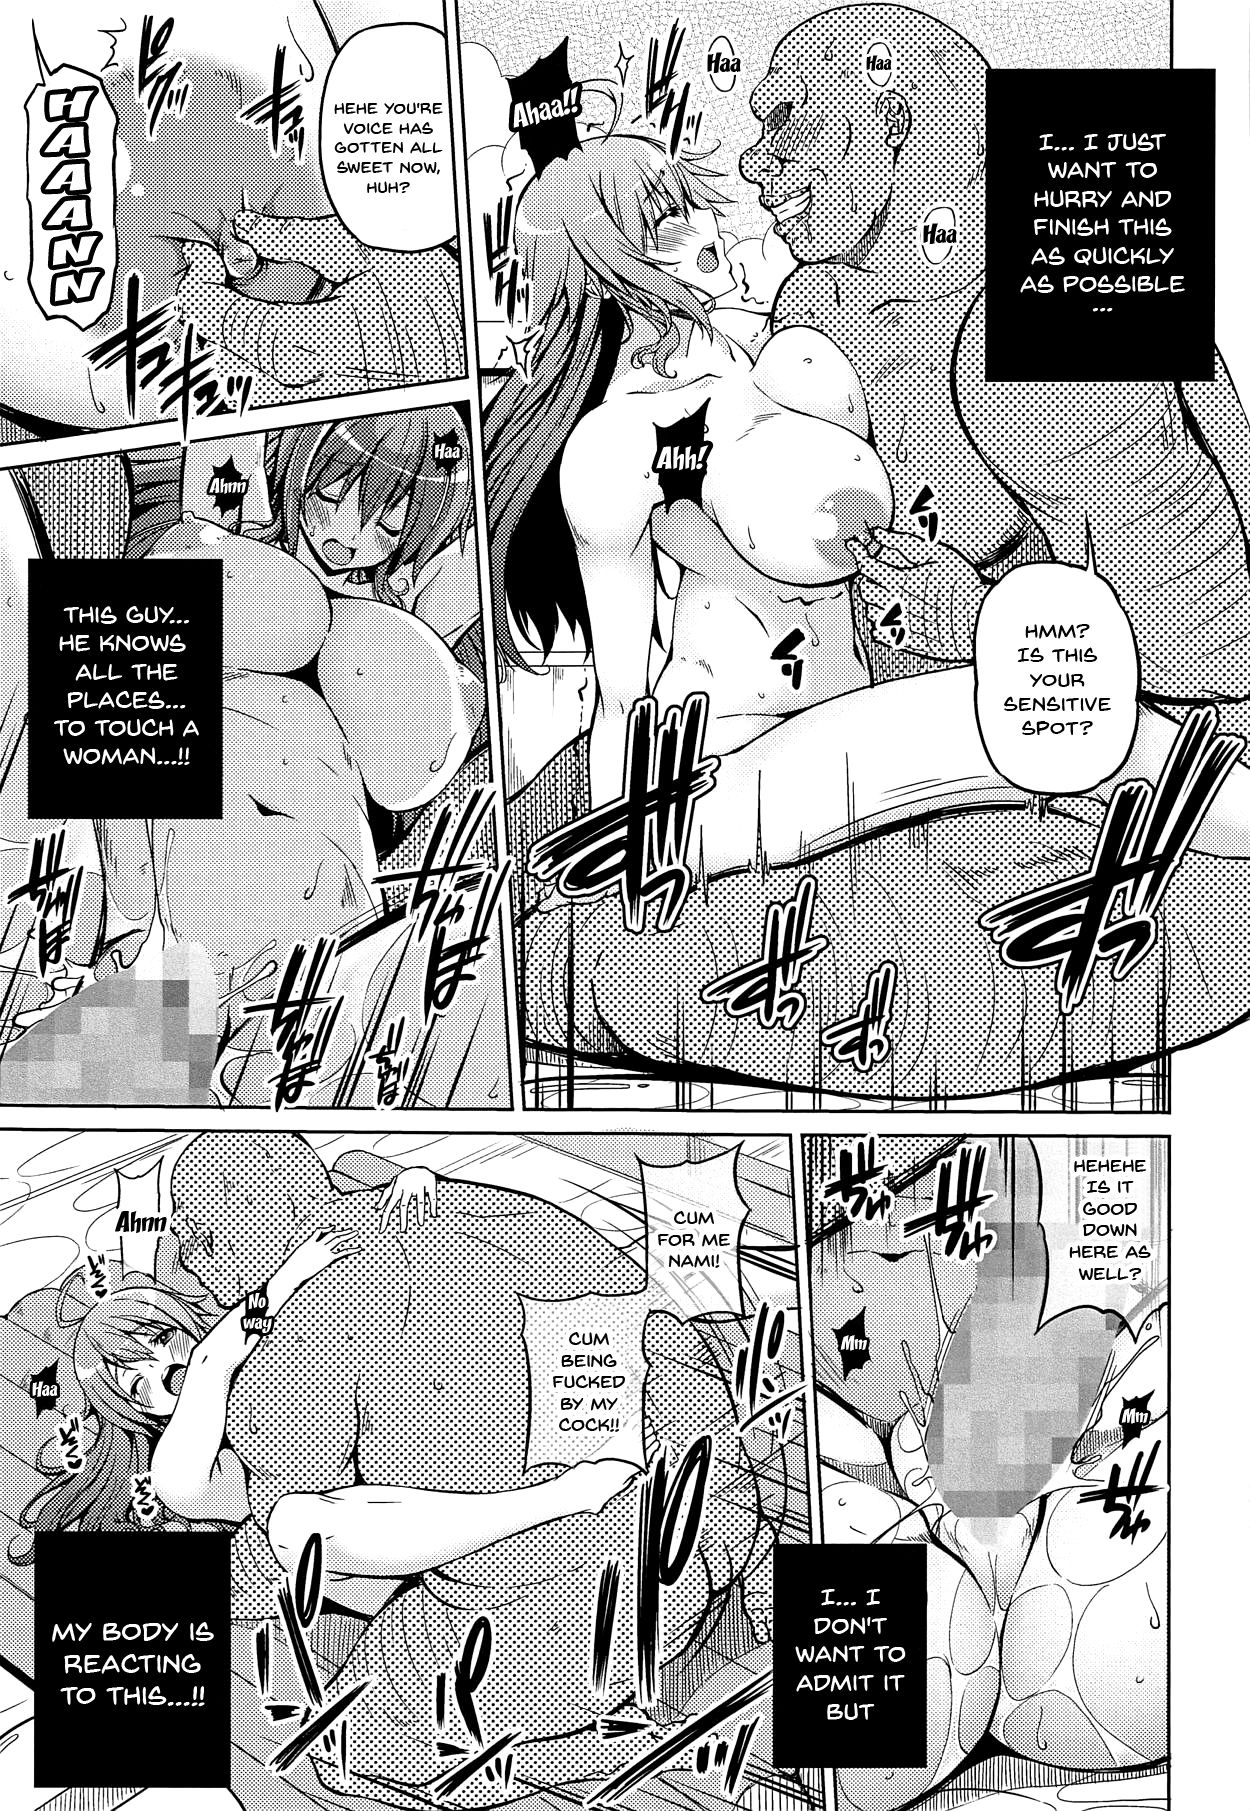 I... I JUST
WANT TO
HURRY AND
FINISH THIS
AS QUICKLY
AS POSSIBLE
...
Haa
Haa
Haa
Ahaa!!
Ahh!
HMM?
IS THIS
YOUR
SENSITIVE
SPOT?
HEHE YOU'RE
VOICE HAS
GOTTEN ALL
SWEET NOW,
HUH?
HAAANN
Haa
Ahnn
THIS GUY...
HE KNOWS
ALL THE
PLACES...
TO TOUCH A
WOMAN...!!
HEHEHE
IS IT
GOOD
DOWN
HERE AS
WELL?
Mm
Mm
I... I
DON'T
WANT TO
ADMIT IT
BUT
CUM
FOR ME
NAMI!
CUM
BEING
FUCKED
BY MY
COCK!!
Ahnn
No
way
Haa
MY BODY IS
REACTING
TO THIS...!!